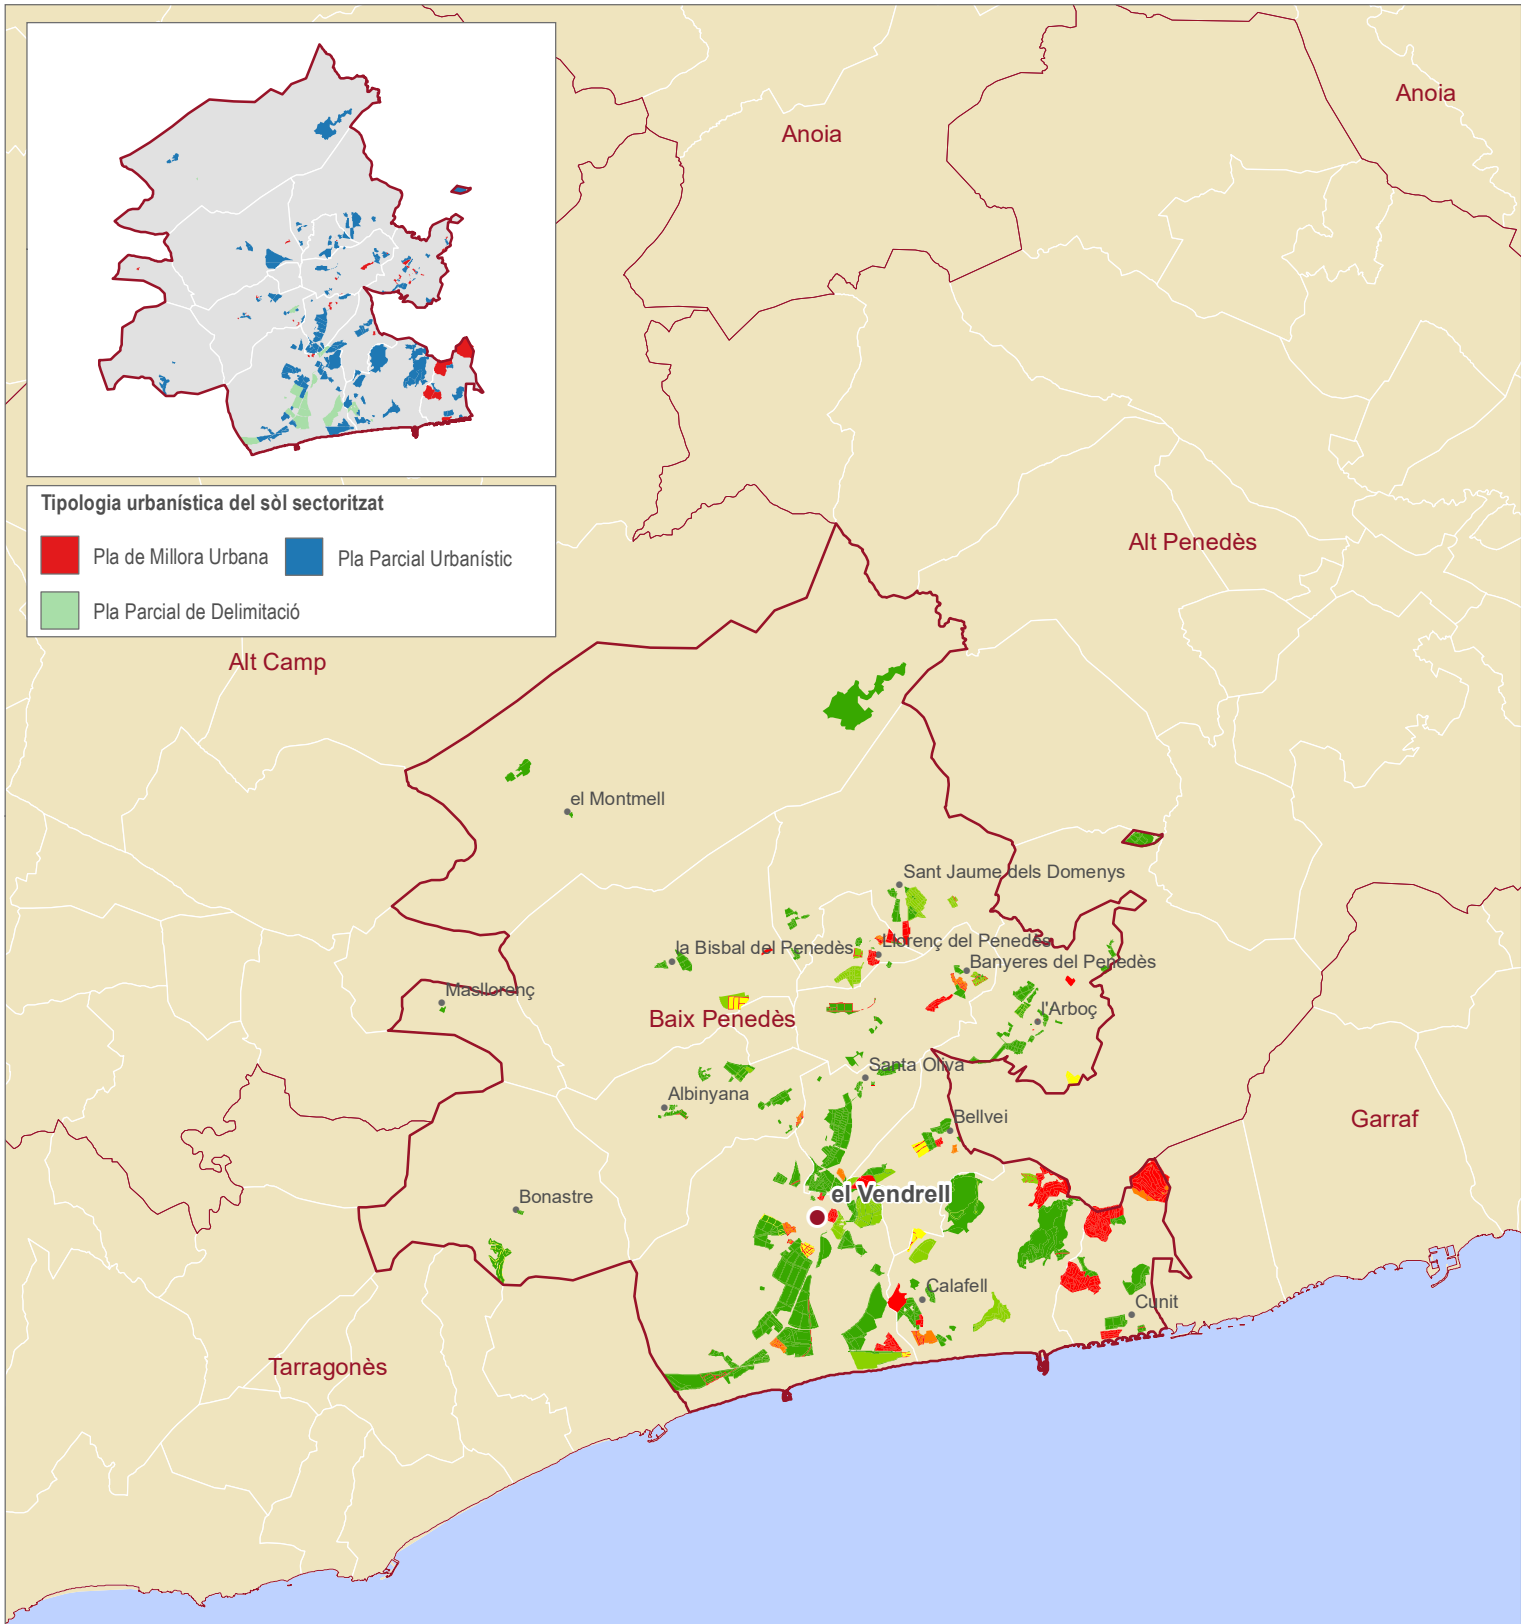 Anoia
Anoia
Tipologia urbanística del sòl sectoritzat
Pla de Millora Urbana
Pla Parcial Urbanístic
Pla Parcial de Delimitació
Alt Penedès
Alt Camp
el Montmell
Sant Jaume dels Domenys
la Bisbal del Penedès
Llorenç del Penedès
Banyeres del Penedès
Masllorenç
l'Arboç
Baix Penedès
Santa Oliva
Albinyana
Bellvei
Garraf
el Vendrell
Bonastre
Calafell
Cunit
Tarragonès